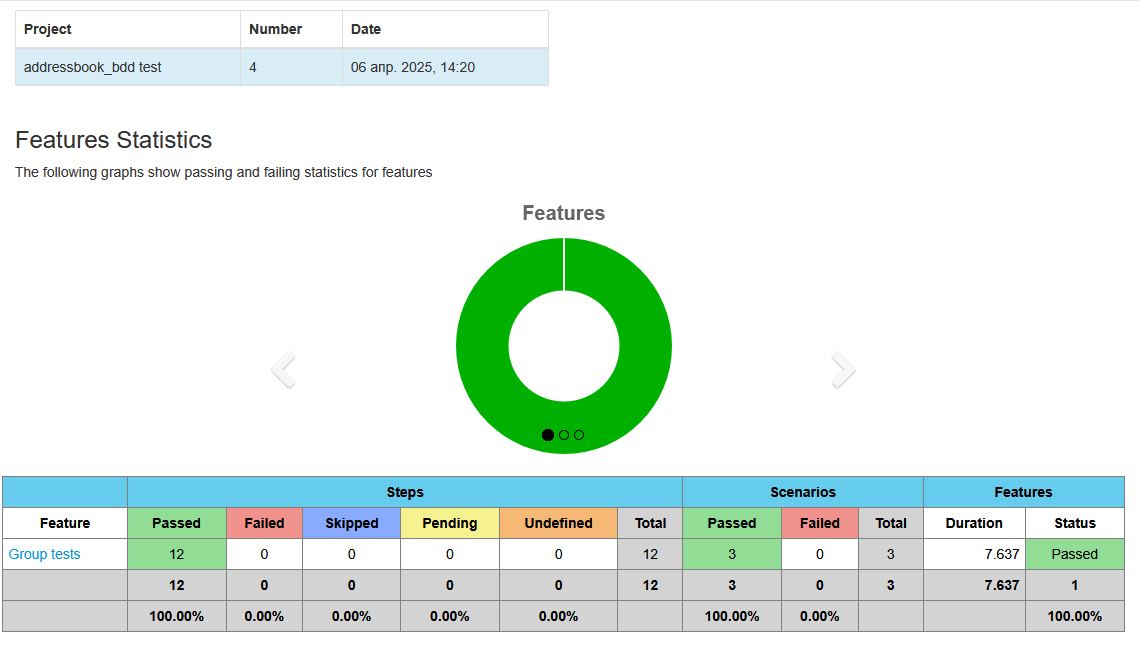 Project Number Date
addressbook_bdd test 4 06 апр. 2025, 14:20
Features Statistics
The following graphs show passing and failing statistics for features
Features
Steps Scenarios Features
Feature Passed Failed Skipped Pending Undefined Total Passed Failed Total Duration Status
Group tests 12 0 0 0 0 12 3 0 3 7.637 Passed
12 0 0 0 0 12 3 0 3 7.637 1
100.00% 0.00% 0.00% 0.00% 0.00% 100.00% 0.00% 100.00%